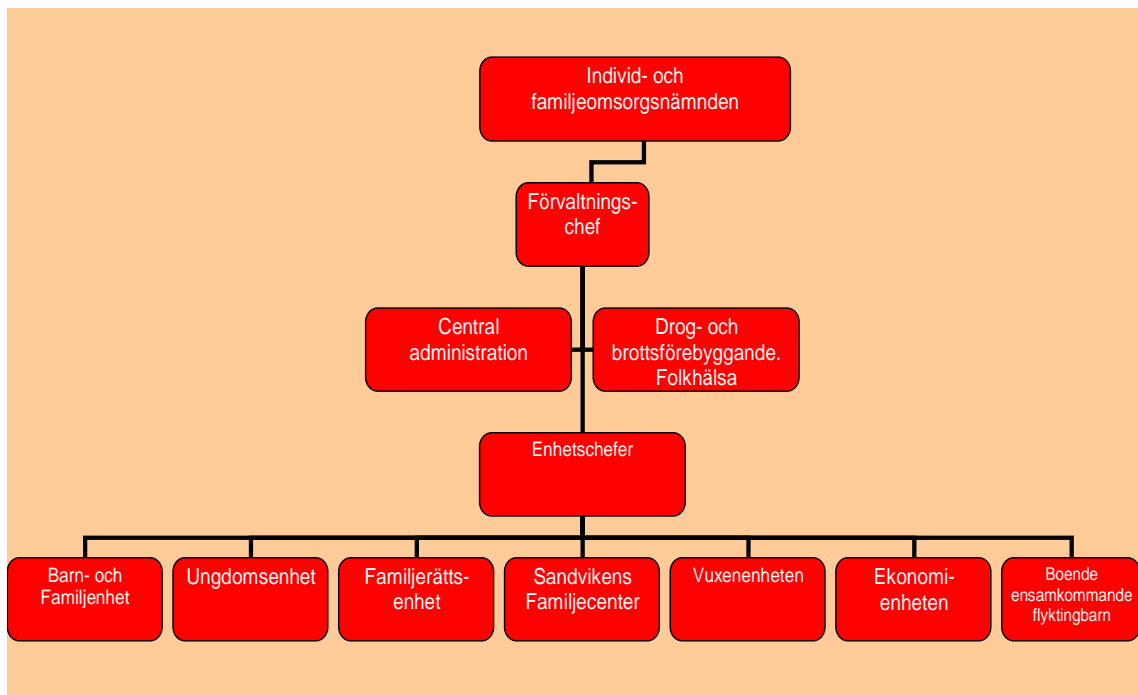 Individ- och
familjeomsorgsnämnden
Förvaltnings-
chef
Central
administration
Drog- och
brottsförebyggande.
Folkhälsa
Enhetschefer
Barn- och
Familjenhet
Ungdomsenhet
Familjerätts-
enhet
Sandvikens
Familjecenter
Vuxenenheten
Ekonomi-
enheten
Boende
ensamkommande
flyktingbarn